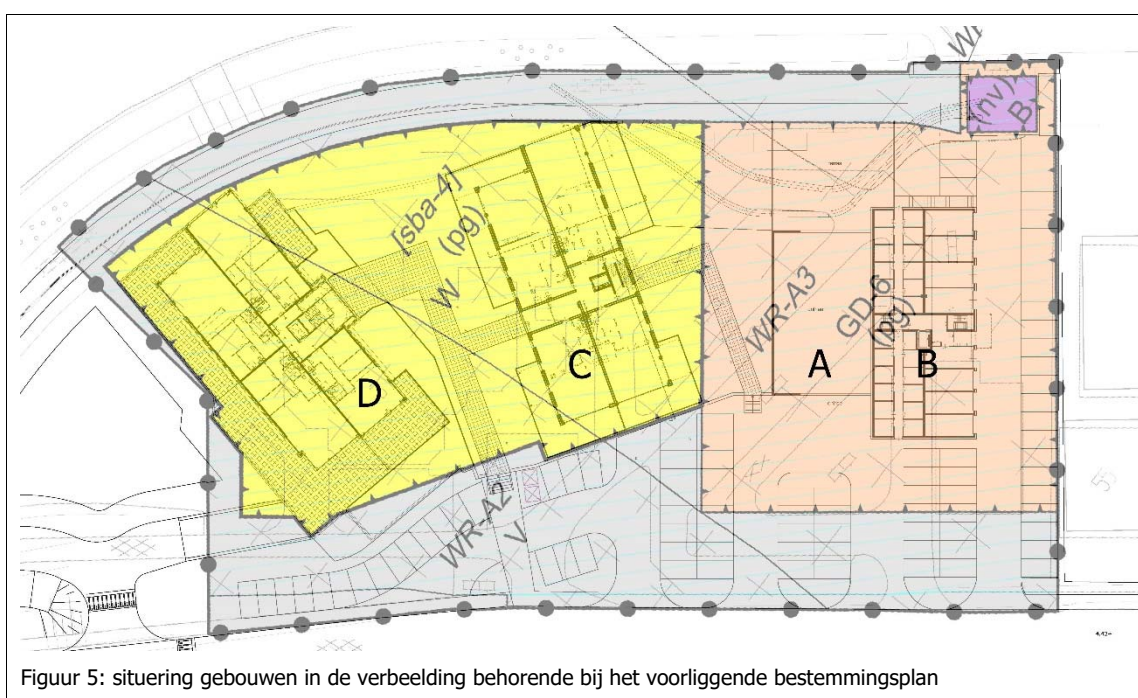 (nv)
B
[sba-4]
(pg)
W
WR-A3
GD-6
(pg)
A
B
C
D
WR-A2
V
5
Figuur 5: situering gebouwen in de verbeelding behorende bij het voorliggende bestemmingsplan